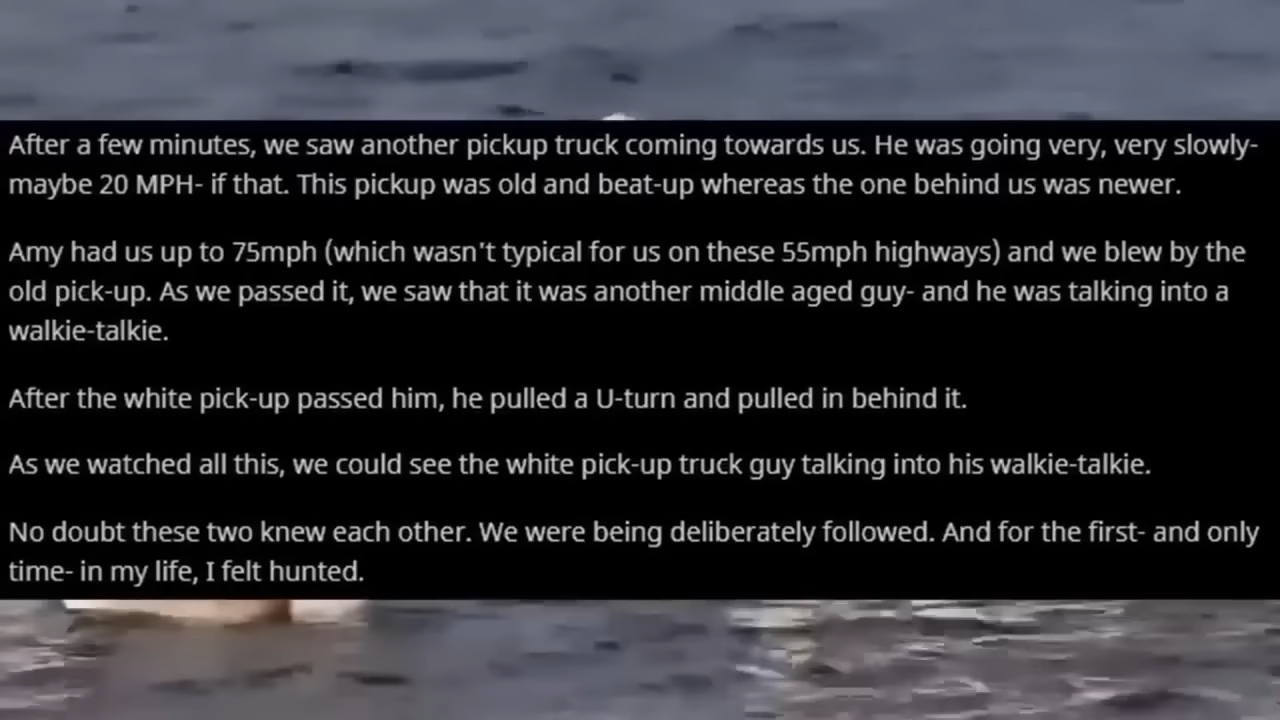 After a few minutes, we saw another pickup truck coming towards us. He was going very, very slowly-
maybe 20 MPH- if that. This pickup was old and beat-up whereas the one behind us was newer.
Amy had us up to 75mph (which wasn't typical for us on these 55mph highways) and we blew by the
old pick-up. As we passed it, we saw that it was another middle aged guy- and he was talking into a
walkie-talkie.
After the white pick-up passed him, he pulled a U-turn and pulled in behind it.
As we watched all this, we could see the white pick-up truck guy talking into his walkie-talkie.
No doubt these two knew each other. We were being deliberately followed. And for the first- and only
time- in my life, I felt hunted.